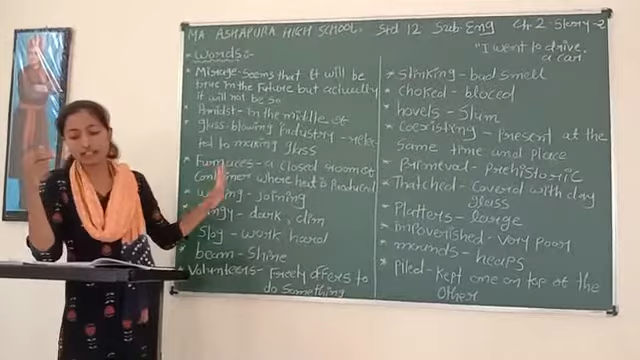 MA ASHAPURA HIGH SCHOOL. Std 12 Sub:Eng Ch:2-Story-2
"I want to drive
a car
Words:-
Mirage-Seems that It will be
true in the Future but actually
it will not be so
Amidst- in the middle of
glass-blowing industry - rela-
ted to making glass
Furnaces-a closed room or
Container where heat is Produced
joining
dark, dim
Slog - work hard
beam - Shine
Volunteers- Freely offers to
do Something
Stinking - bad smell
choked - bloced
hovels - Slum
Coexisting - Present at the
Same time and place
Primeval - Prehistoric
Thatched - Covered with
Platters - large
impoverished - Very poor
mounds - heaps
Piled - Kept one on top of the
other